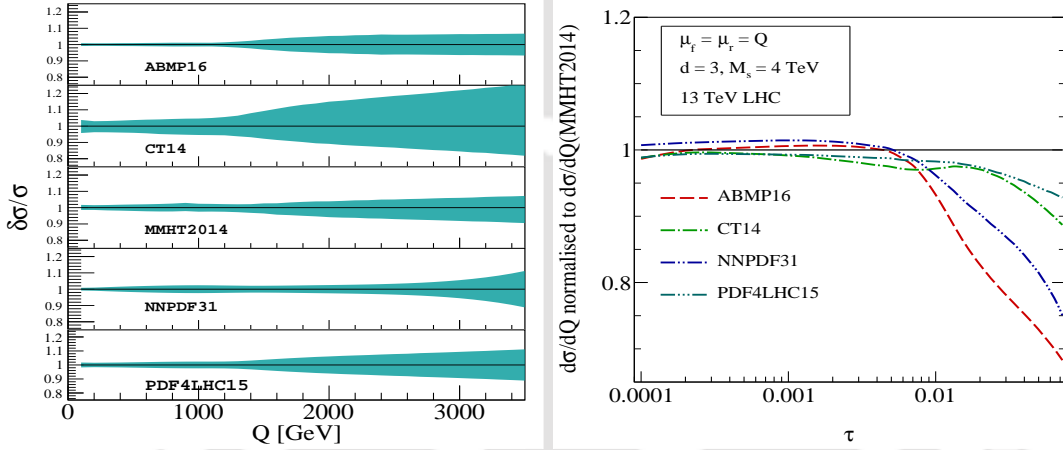 δσ/σ
1.2
1.1
1
0.9
0.8
ABMP16
1.2
1.1
1
0.9
0.8
CT14
1.2
1.1
1
0.9
0.8
MMHT2014
1.2
1.1
1
0.9
0.8
NNPDF31
1.2
1.1
1
0.9
0.8
PDF4LHC15
0 1000 2000 3000
Q [GeV]
dσ/dQ normalised to dσ/dQ(MMHT2014)
1.2
1
0.8
μf = μr = Q
d = 3, Ms = 4 TeV
13 TeV LHC
ABMP16
CT14
NNPDF31
PDF4LHC15
0.0001 0.001 0.01
τ